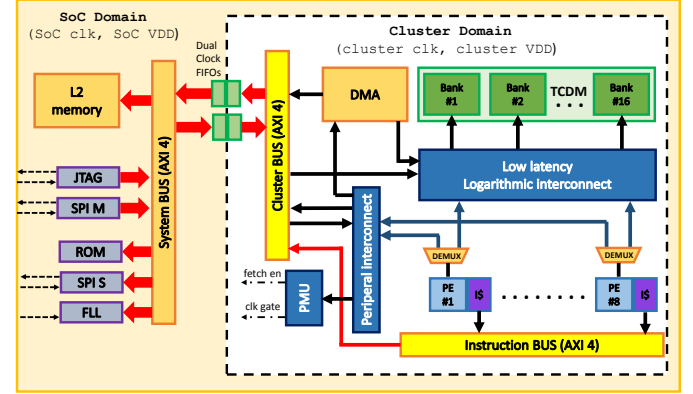 SoC Domain
(SoC clk, SoC VDD)
Cluster Domain
(cluster clk, cluster VDD)
Dual
Clock
FIFOs
L2
memory
JTAG
SPI M
ROM
SPI S
FLL
System BUS (AXI 4)
Cluster BUS (AXI 4)
DMA
Bank
#1
Bank
#2
TCDM
. . .
Bank
#16
Low latency
Logarithmic Interconnect
Periperal interconnect
DEMUX
DEMUX
fetch en
clk gate
PMU
PE
#1
I$
. . . . . . . . .
PE
#8
I$
Instruction BUS (AXI 4)